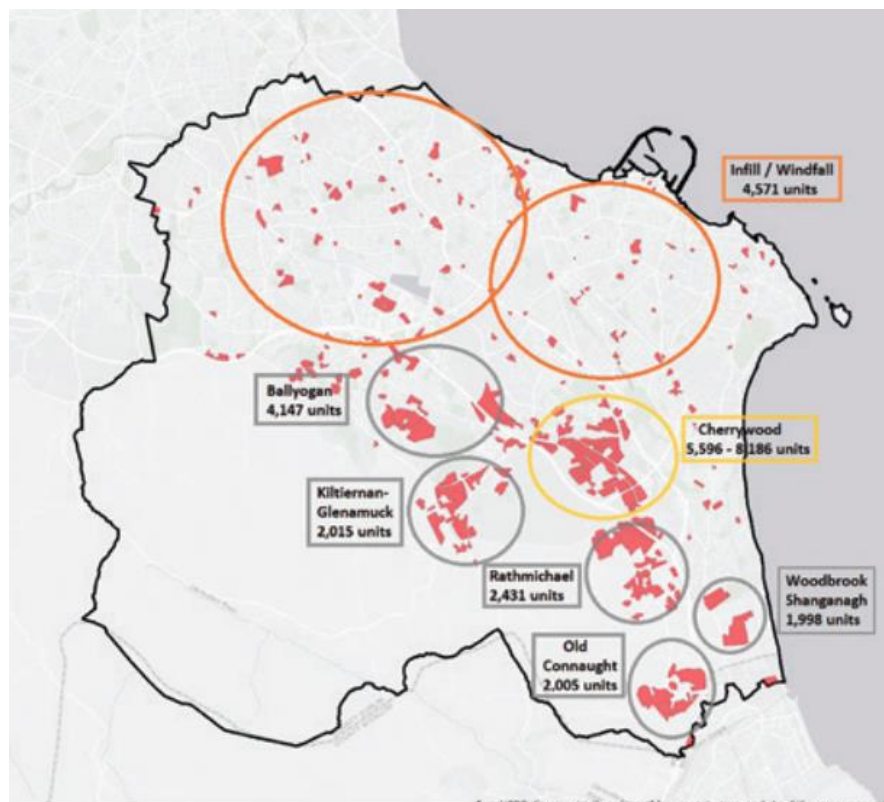 Infill / Windfall
4,571 units
Ballyogan
4,147 units
Cherrywood
5,596 - 8,186 units
Kiltiernan-
Glenamuck
2,015 units
Rathmichael
2,431 units
Woodbrook
Shanganagh
1,998 units
Old
Connaught
2,005 units